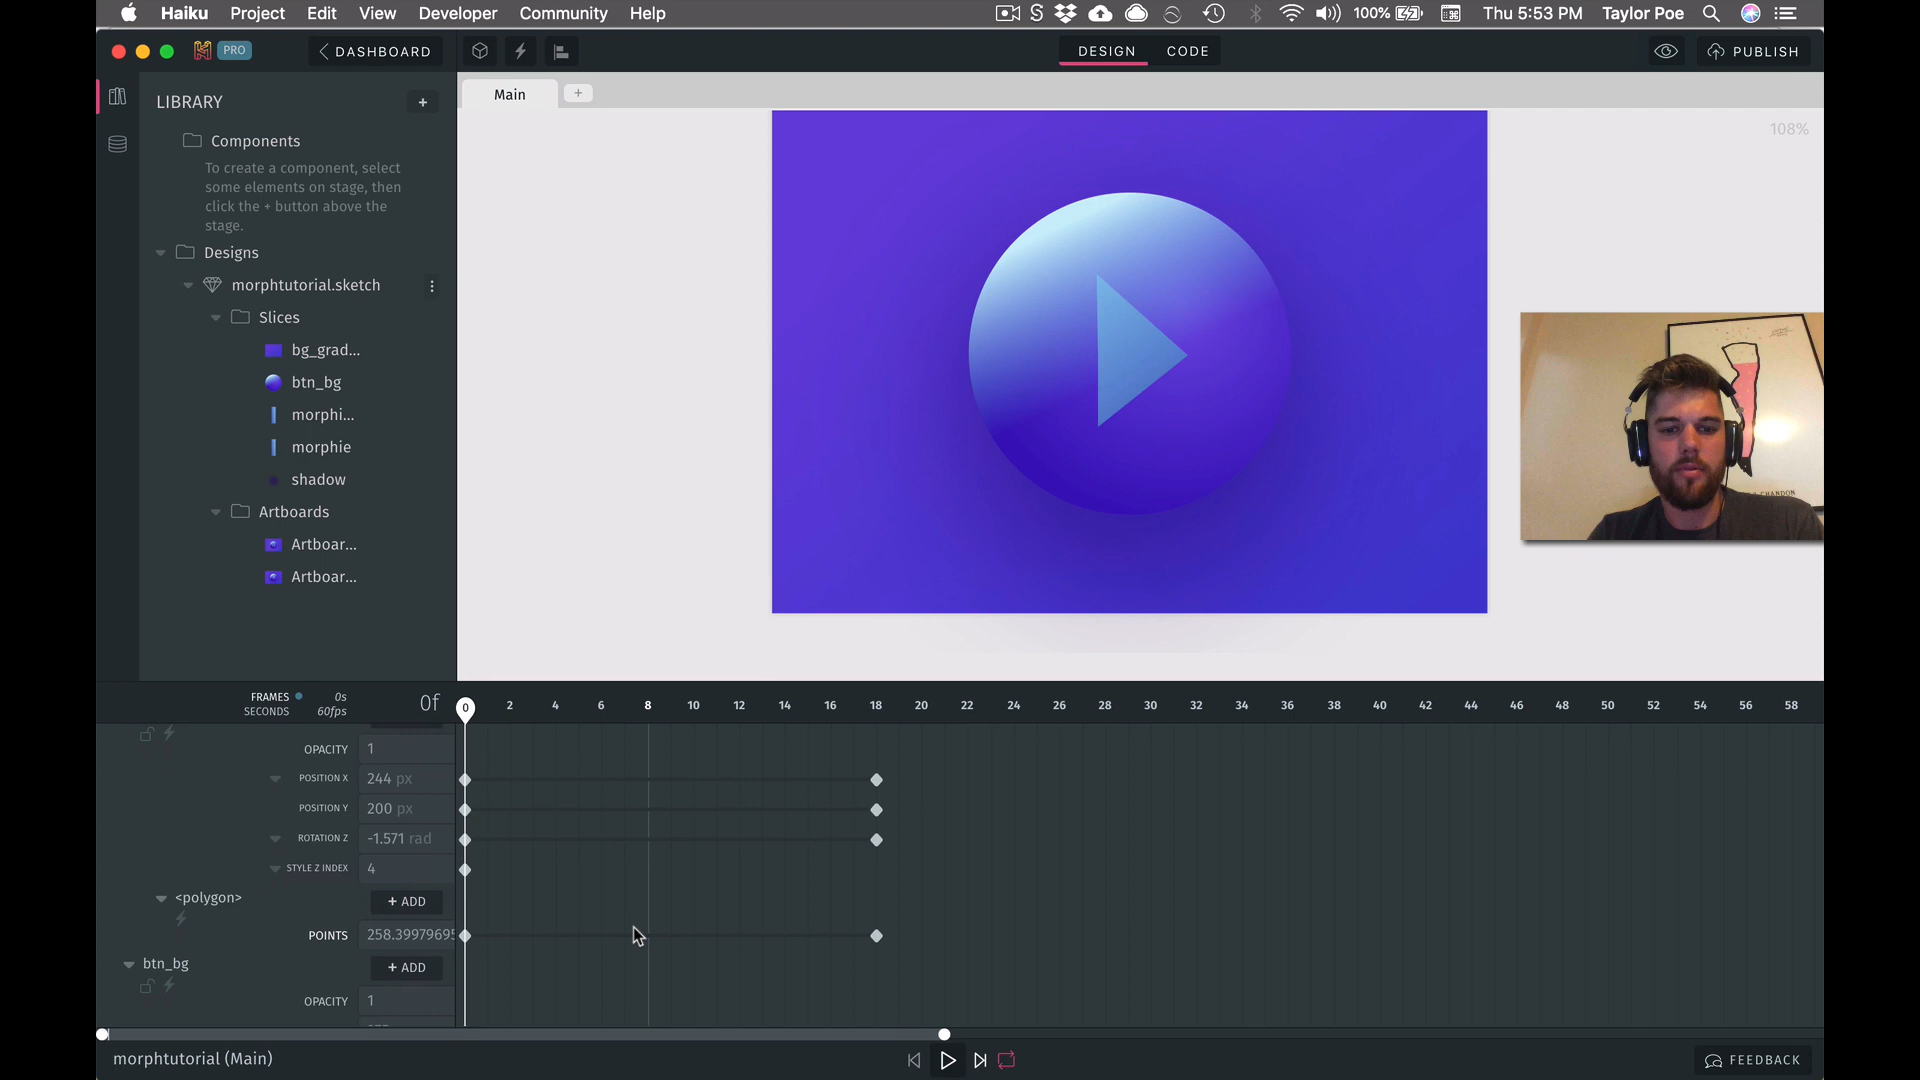 Haiku Project Edit View Developer Community Help
100% Thu 5:53 PM Taylor Poe
PRO DASHBOARD
DESIGN CODE
PUBLISH
LIBRARY +
Main +
108%
Components
To create a component, select
some elements on stage, then
click the + button above the
stage.
Designs
morphtutorial.sketch
Slices
bg_grad...
btn_bg
morphi...
morphie
shadow
Artboards
Artboar...
Artboar...
CHANDON
FRAMES 0s
SECONDS 60fps
0f
0 2 4 6 8 10 12 14 16 18 20 22 24 26 28 30 32 34 36 38 40 42 44 46 48 50 52 54 56 58
OPACITY 1
POSITION X 244 px
POSITION Y 200 px
ROTATION Z -1.571 rad
STYLE Z INDEX 4
<polygon> + ADD
POINTS 258.39979695
btn_bg + ADD
OPACITY 1
morphtutorial (Main)
FEEDBACK